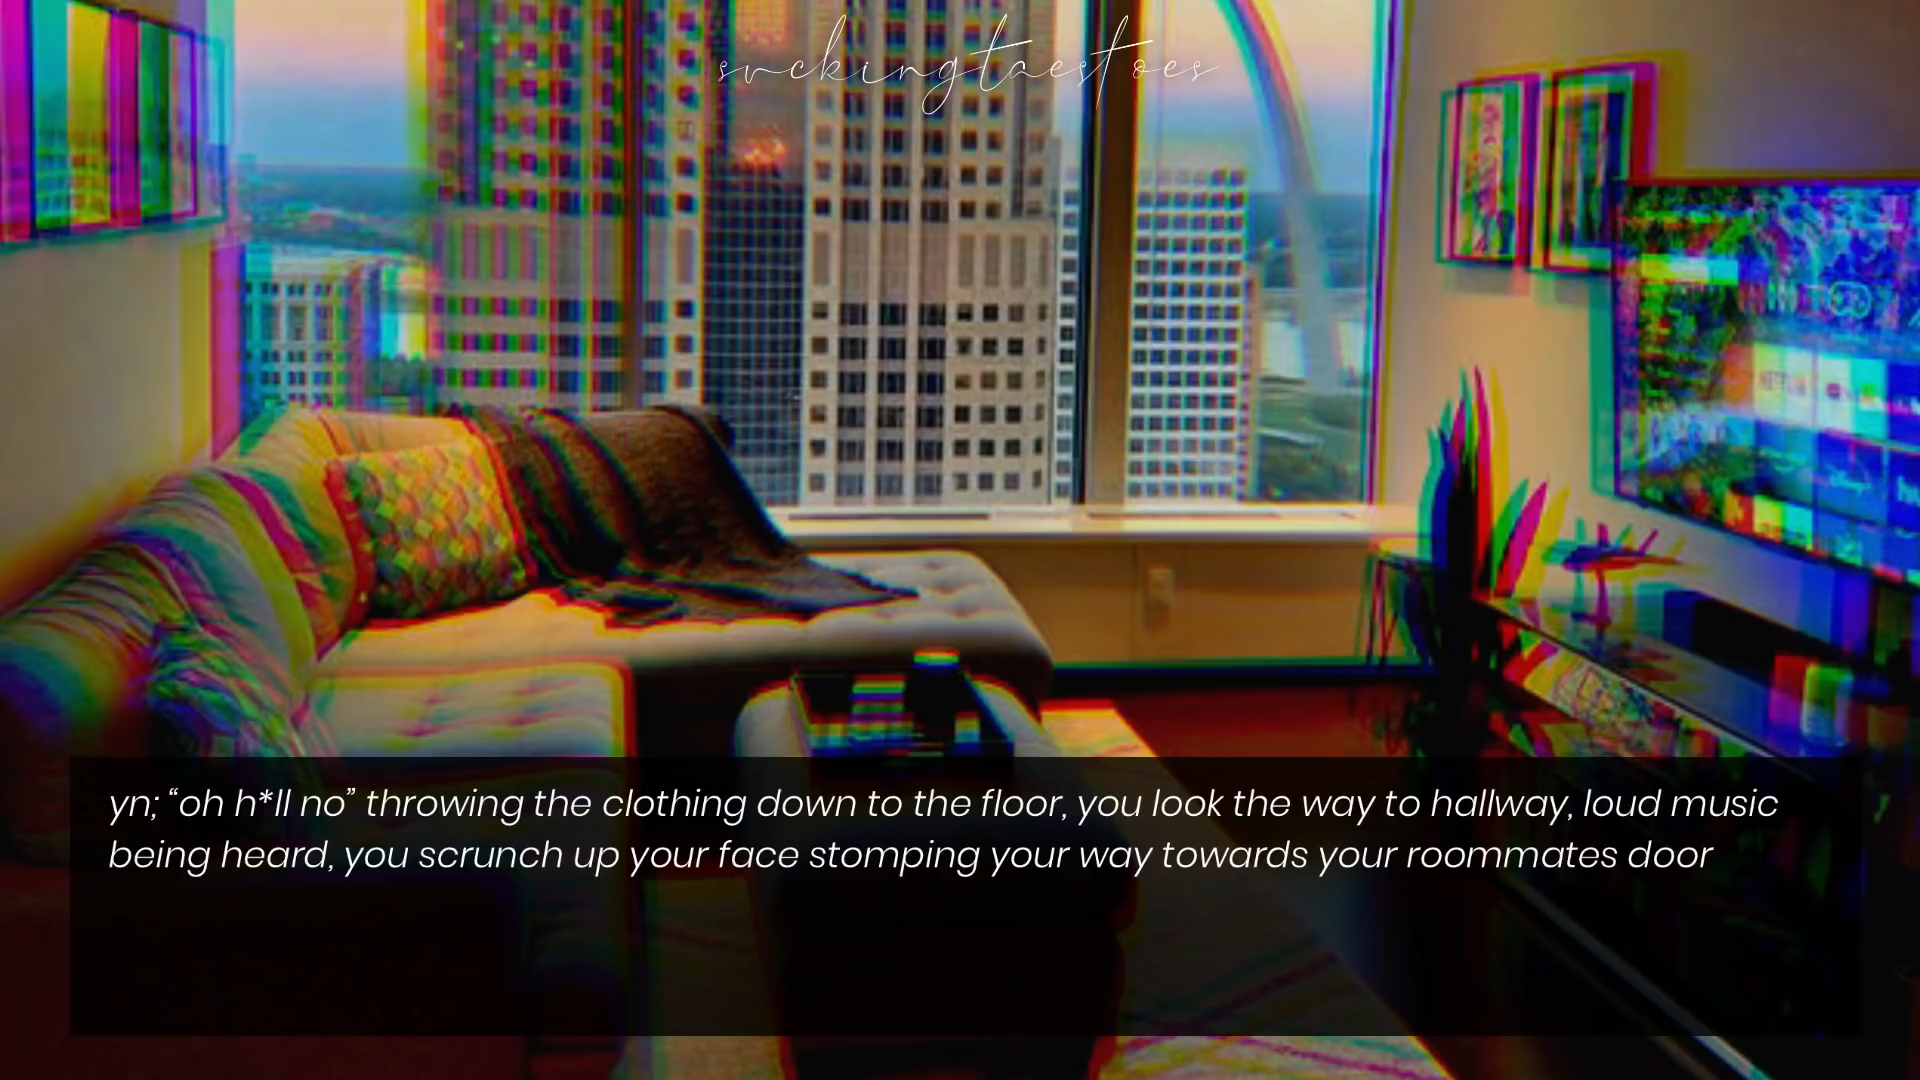 svckingtaestoes
yn; “oh h*ll no” throwing the clothing down to the floor, you look the way to hallway, loud music
being heard, you scrunch up your face stomping your way towards your roommates door